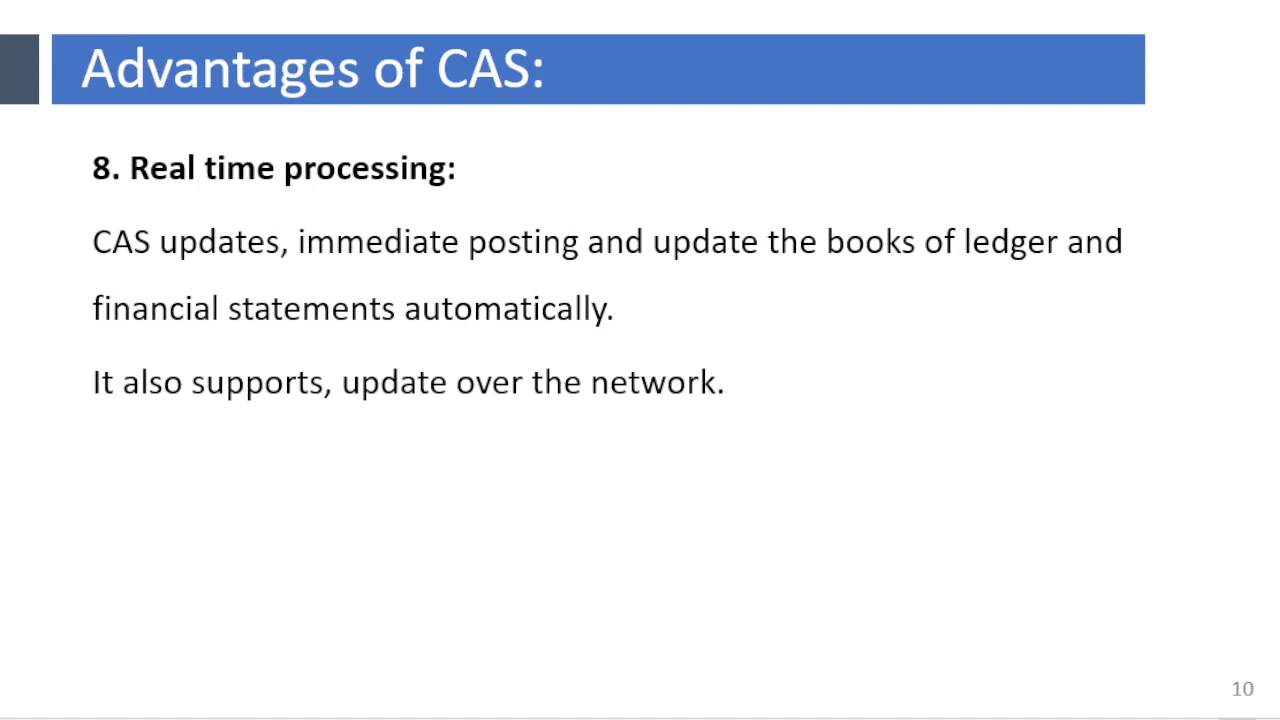 Advantages of CAS:
8. Real time processing:
CAS updates, immediate posting and update the books of ledger and
financial statements automatically.
It also supports, update over the network.
10